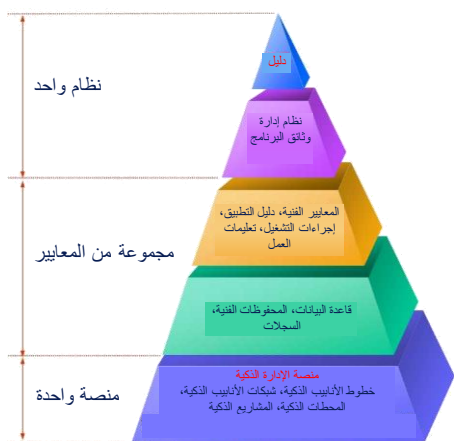 دليل
نظام واحد
نظام إدارة
وثائق البرنامج
المعايير الفنية، دليل التطبيق،
إجراءات التشغيل، تعليمات
العمل
مجموعة من المعايير
قاعدة البيانات، المحفوظات الفنية،
السجلات
منصة الإدارة الذكية
خطوط الأنابيب الذكية، شبكات الأنابيب الذكية،
المحطات الذكية، المشاريع الذكية
منصة واحدة